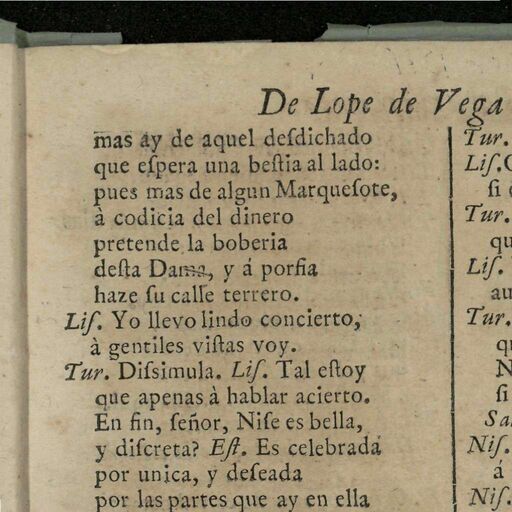 De Lope de Vega
mas ay de aquel desdichado
que espera una bestia al lado:
pues mas de algun Marquesote,
à codicia del dinero
pretende la boberia
desta Dama, y á porfia
haze su calle terrero.
Lis. Yo llevo lindo concierto,
à gentiles vistas voy.
Tur. Dissimula. Lis. Tal estoy
que apenas à hablar acierto.
En fin, señor, Nise es bella,
y discreta? Est. Es celebrada
por unica, y deseada
por las partes que ay en ella
Tur.
Lis.
si
Tur.
qu
Lis.
au
Tur.
qu
N
si
Sa
Nis.
á
Nis.